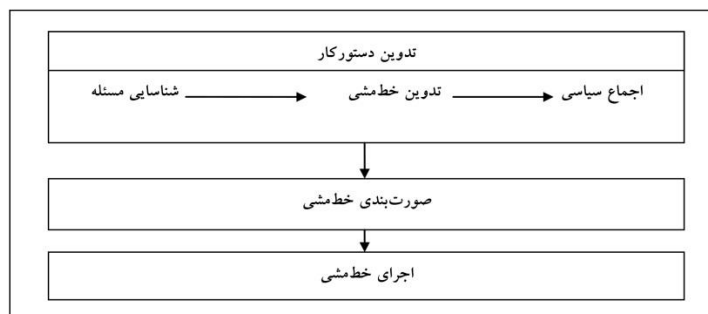 تدوین دستورکار
شناسایی مسئله تدوین خط‌مشی اجماع سیاسی
صورت‌بندی خط‌مشی
اجرای خط‌مشی